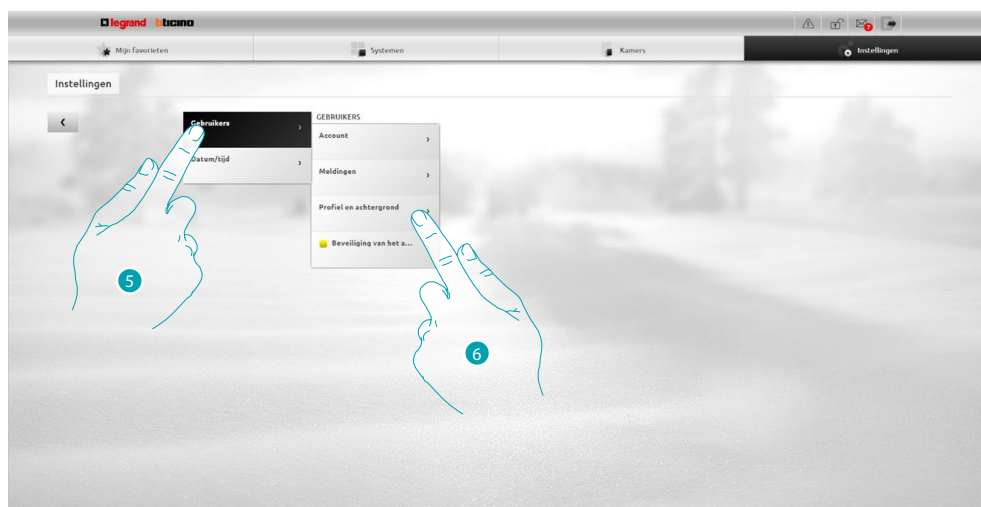 legrand bticino
7
Mijn favorieten
Systemen
Kamers
Instellingen
Instellingen
GEBRUIKERS
Gebruikers
Datum/tijd
Account
Meldingen
Profiel en achtergrond
Beveiliging van het a...
5
6